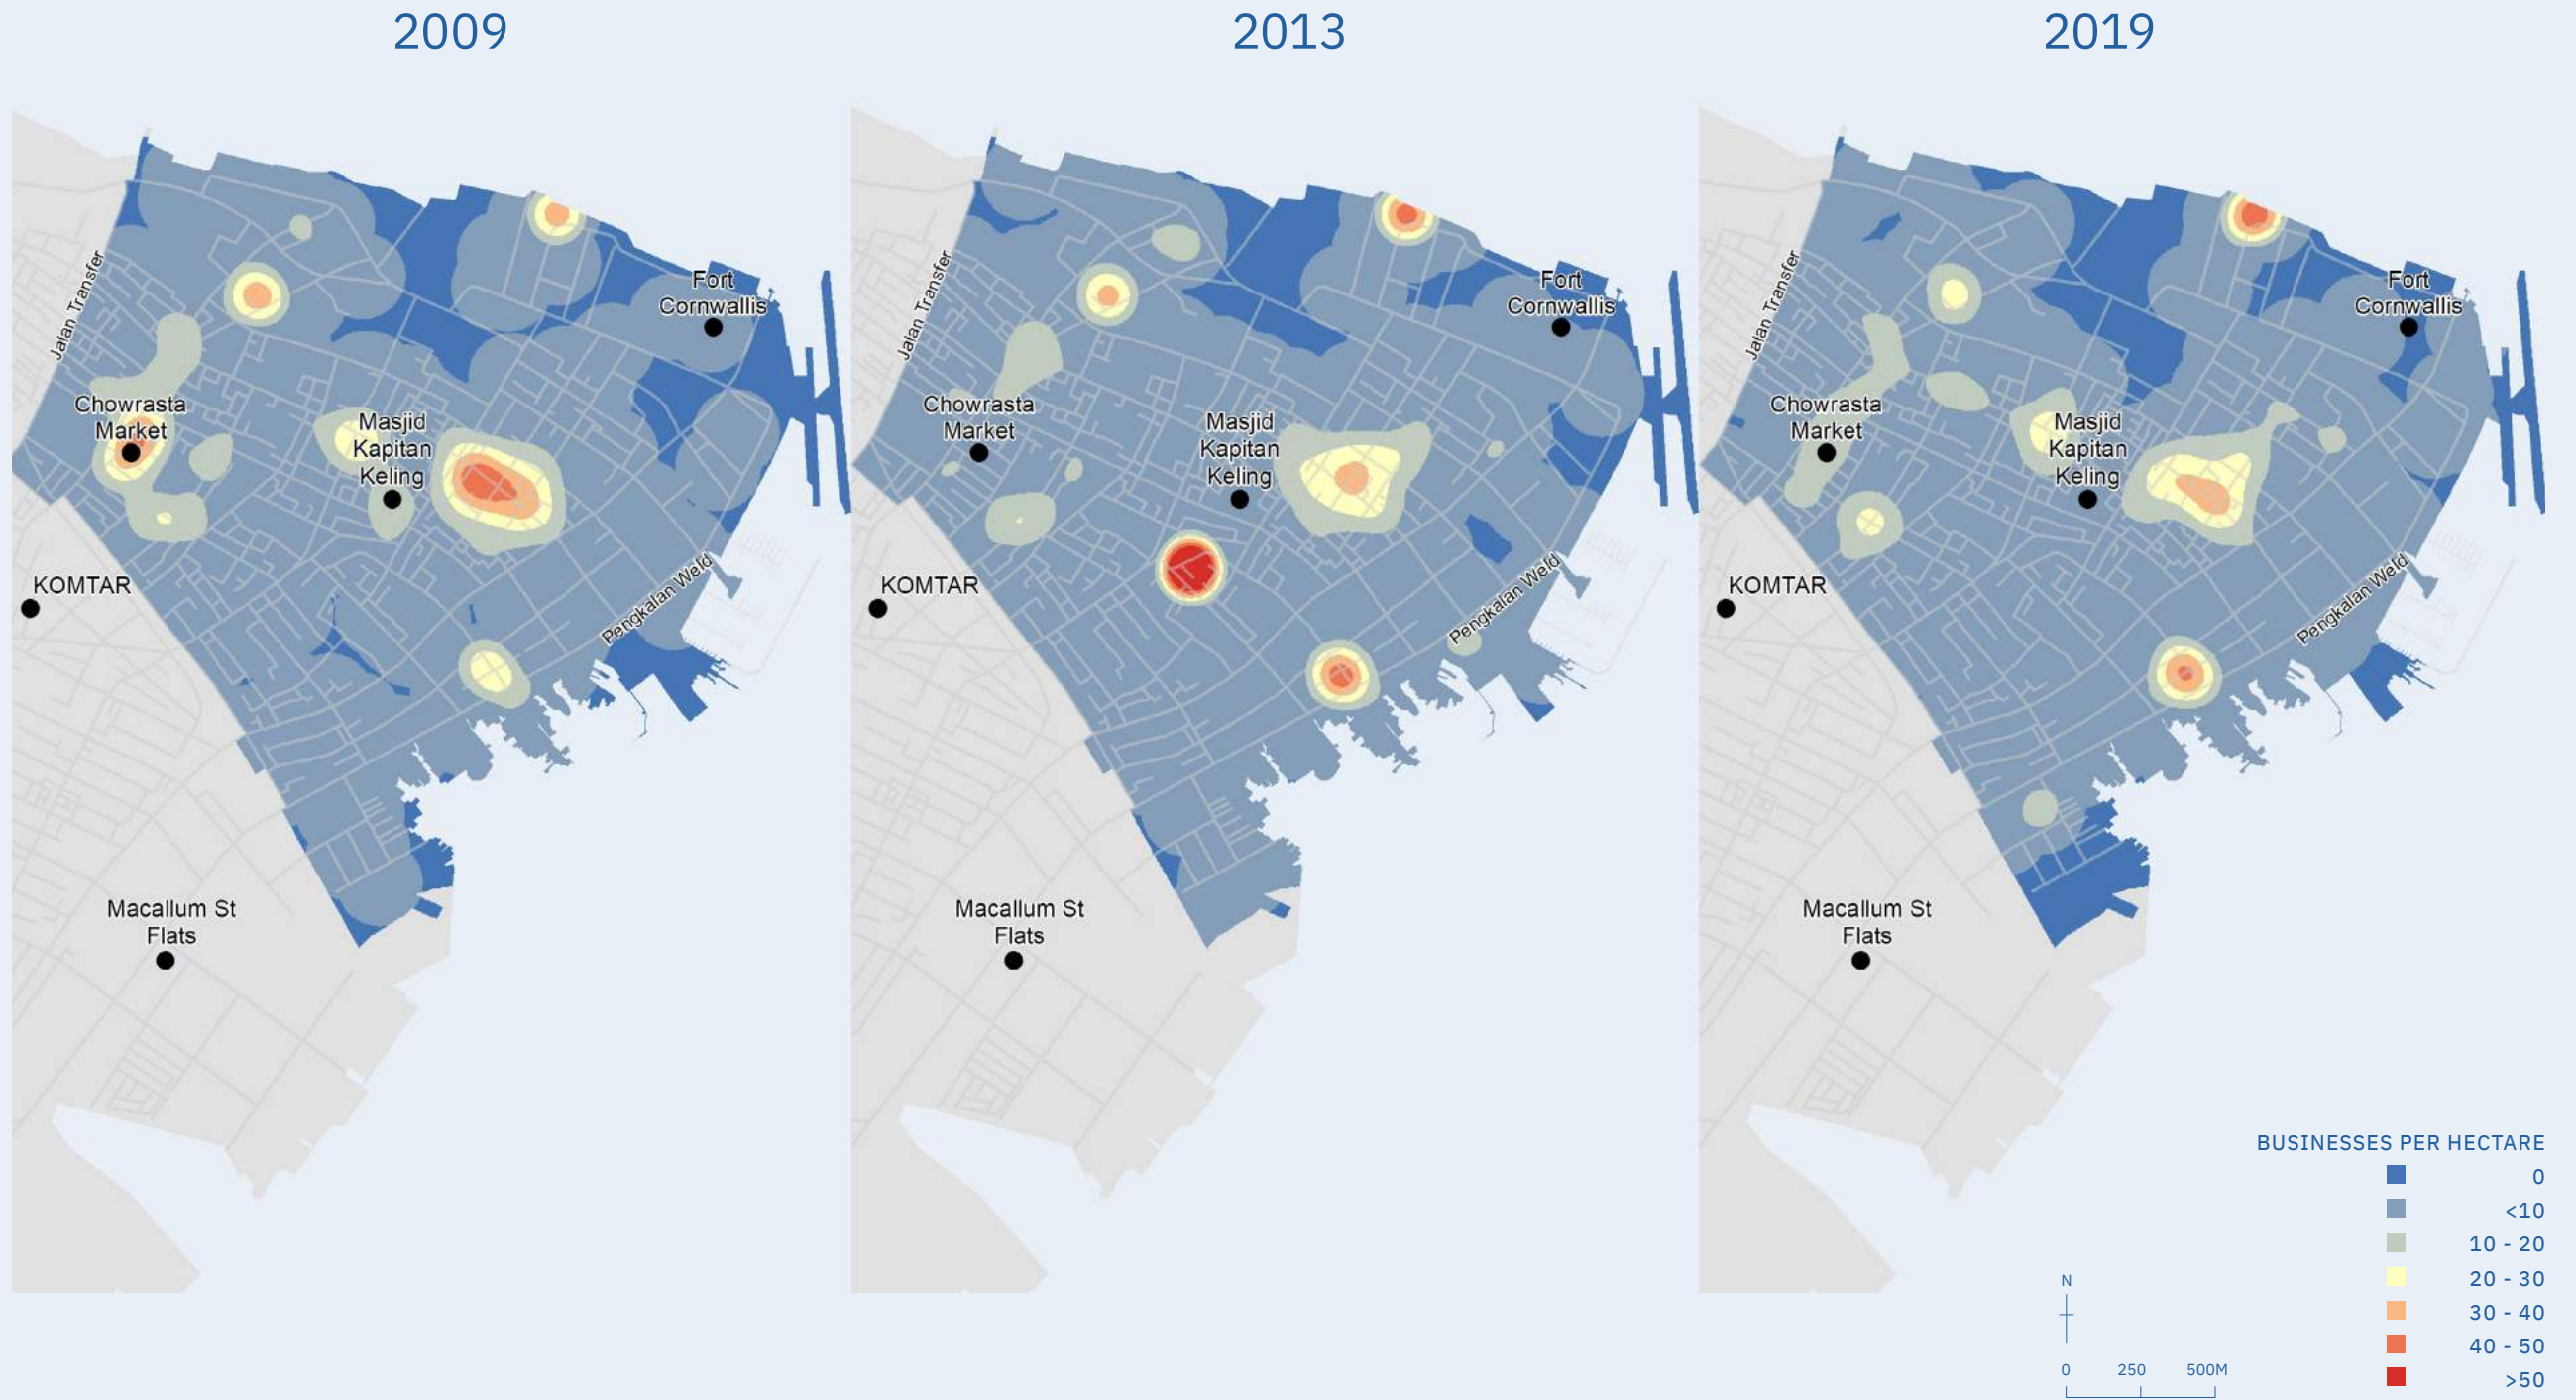 2009
2013
2019
Jalan Transfer
Fort
Cornwallis
Chowrasta
Market
Masjid
Kapitan
Keling
KOMTAR
Pengkalan Weld
Macallum St
Flats
Jalan Transfer
Fort
Cornwallis
Chowrasta
Market
Masjid
Kapitan
Keling
KOMTAR
Pengkalan Weld
Macallum St
Flats
Jalan Transfer
Fort
Cornwallis
Chowrasta
Market
Masjid
Kapitan
Keling
KOMTAR
Pengkalan Weld
Macallum St
Flats
BUSINESSES PER HECTARE
0
<10
10 - 20
20 - 30
30 - 40
40 - 50
>50
N
0 250 500M